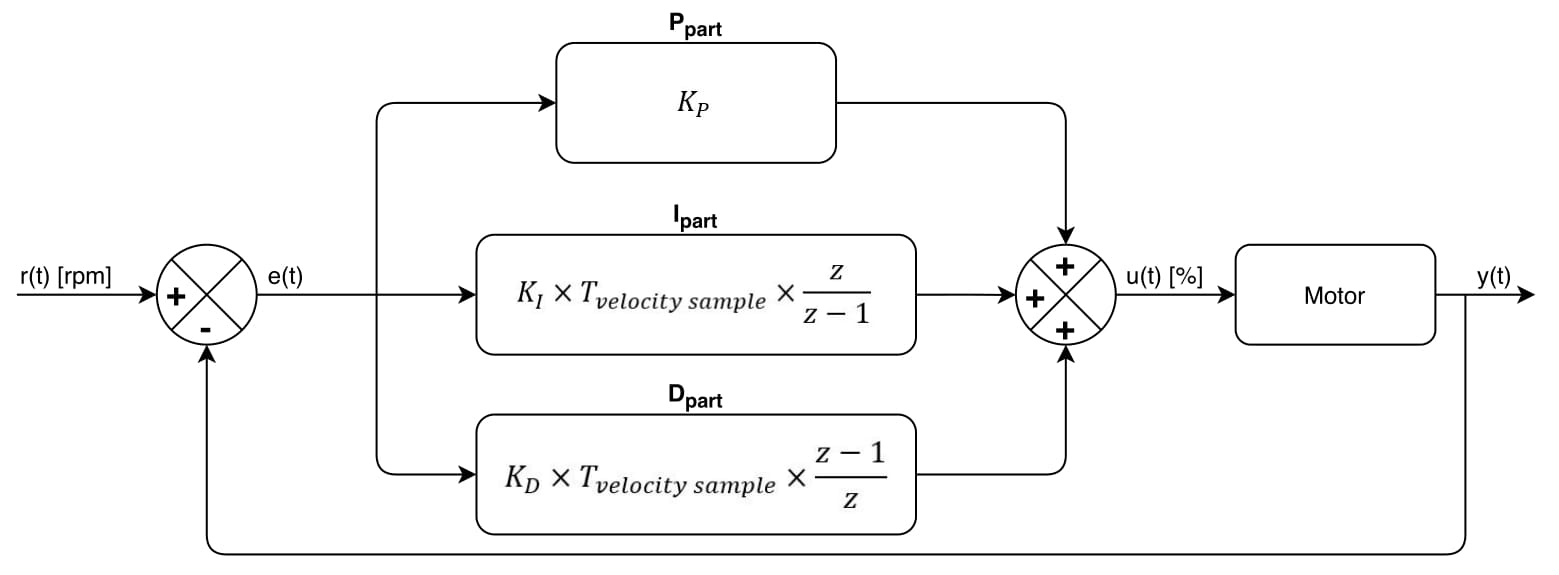 P_part
K_P
I_part
r(t) [rpm]
+
-
e(t)
K_I × T_velocity sample × z / (z − 1)
+
+
+
u(t) [%]
Motor
y(t)
D_part
K_D × T_velocity sample × (z − 1) / z